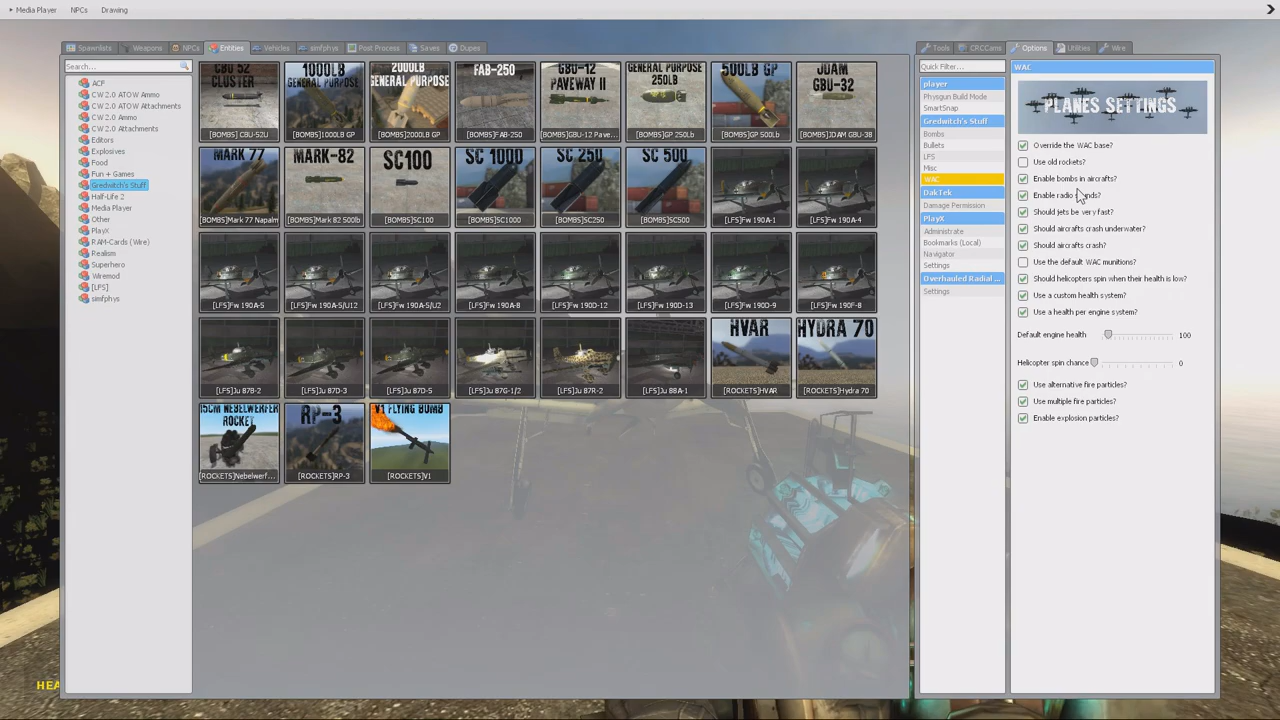 Media Player NPCs Drawing
Spawnlists Weapons NPCs Entities Vehicles simfphys Post Process Saves Dupes
Search...
ACF
CW 2.0 ATOW Ammo
CW 2.0 ATOW Attachments
CW 2.0 Ammo
CW 2.0 Attachments
Editors
Explosives
Food
Fun + Games
Gredwitch's Stuff
Half-Life 2
Media Player
Other
PlayX
RAM-Cards (Wire)
Realism
Superhero
Wiremod
[LFS]
simfphys
CBU 52
CLUSTER
[BOMBS] CBU-52U
1000LB
GENERAL PURPOSE
[BOMBS]1000LB GP
2000LB
GENERAL PURPOSE
[BOMBS]2000LB GP
FAB-250
[BOMBS]FAB-250
GBU-12
PAVEWAY II
[BOMBS]GBU-12 Pave...
GENERAL PURPOSE
250LB
[BOMBS]GP 250Lb
500LB GP
[BOMBS]GP 500Lb
JDAM
GBU-32
[BOMBS]JDAM GBU-38
MARK 77
[BOMBS]Mark 77 Napalm
MARK-82
[BOMBS]Mark 82 500lb
SC100
[BOMBS]SC100
SC 1000
[BOMBS]SC1000
SC 250
[BOMBS]SC250
SC 500
[BOMBS]SC500
[LFS]Fw 190A-1
[LFS]Fw 190A-4
[LFS]Fw 190A-5
[LFS]Fw 190A-5/U12
[LFS]Fw 190A-5/U2
[LFS]Fw 190A-8
[LFS]Fw 190D-12
[LFS]Fw 190D-13
[LFS]Fw 190D-9
[LFS]Fw 190F-8
[LFS]Ju 87B-2
[LFS]Ju 87D-3
[LFS]Ju 87D-5
[LFS]Ju 87G-1/2
[LFS]Ju 87R-2
[LFS]Ju 88A-1
HVAR
[ROCKETS]HVAR
HYDRA 70
[ROCKETS]Hydra 70
15CM NEBELWERFER
ROCKET
[ROCKETS]Nebelwerf...
RP-3
[ROCKETS]RP-3
V1 FLYING BOMB
[ROCKETS]V1
HEA
Tools CRCCams Options Utilities Wire
Quick Filter...
player
Physgun Build Mode
SmartSnap
Gredwitch's Stuff
Bombs
Bullets
LFS
Misc
WAC
DakTek
Damage Permission
PlayX
Administrate
Bookmarks (Local)
Navigator
Settings
Overhauled Radial ...
Settings
WAC
PLANES SETTINGS
Override the WAC base?
Use old rockets?
Enable bombs in aircrafts?
Enable radio
Should jets be very fast?
Should aircrafts crash underwater?
Should aircrafts crash?
Use the default WAC munitions?
Should helicopters spin when their health is low?
Use a custom health system?
Use a health per engine system?
Default engine health 100
Helicopter spin chance 0
Use alternative fire particles?
Use multiple fire particles?
Enable explosion particles?